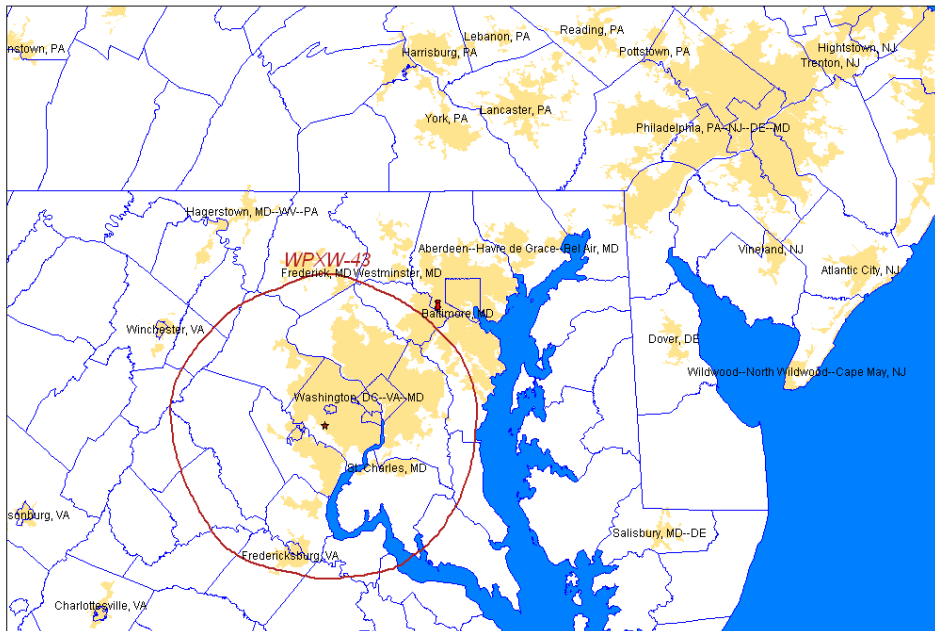 nstown, PA
Lebanon, PA
Reading, PA
Harrisburg, PA
Pottstown, PA
Hightstown, NJ
Trenton, NJ
York, PA
Lancaster, PA
Philadelphia, PA--NJ--DE--MD
Hagerstown, MD--WV--PA
WPXW-43
Aberdeen--Havre de Grace--Bel Air, MD
Vineland, NJ
Frederick, MD
Westminster, MD
Atlantic City, NJ
Winchester, VA
Baltimore, MD
Dover, DE
Wildwood--North Wildwood--Cape May, NJ
Washington, DC--VA--MD
St. Charles, MD
sonburg, VA
Salisbury, MD--DE
Fredericksburg, VA
Charlottesville, VA